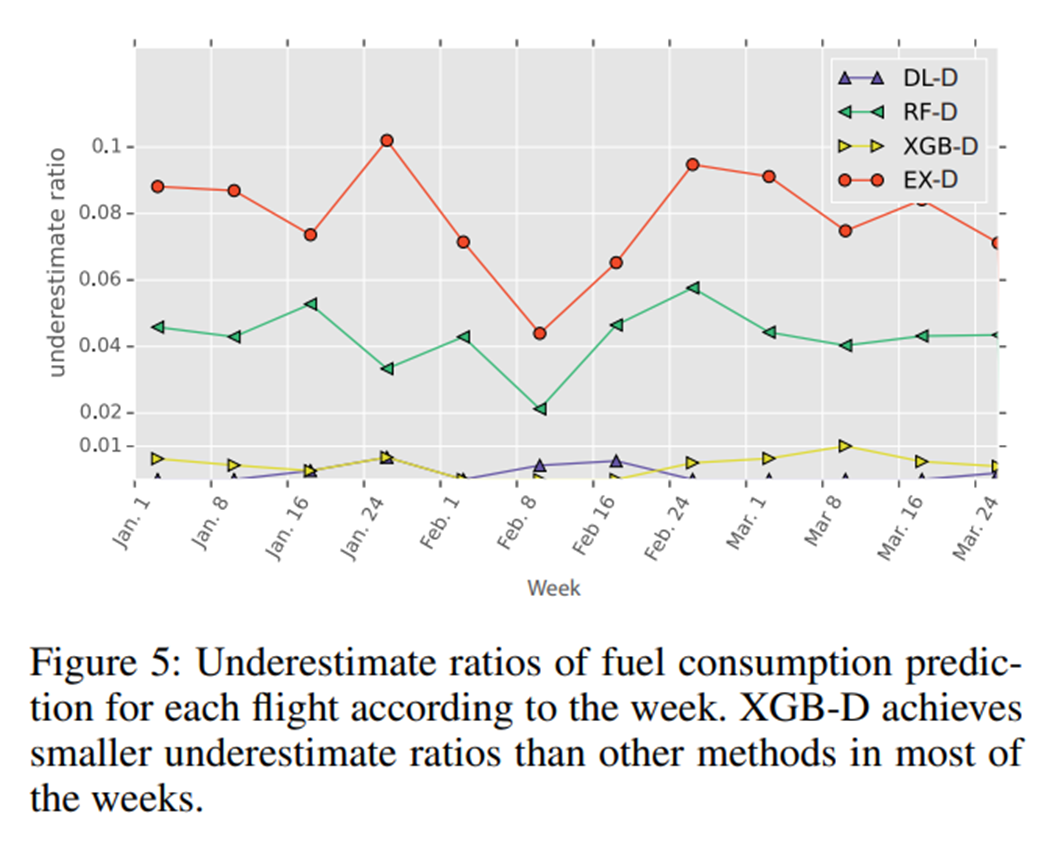 DL-D
RF-D
XGB-D
EX-D
underestimate ratio
0.1
0.08
0.06
0.04
0.02
0.01
Jan. 1
Jan. 8
Jan. 16
Jan. 24
Feb. 1
Feb. 8
Feb 16
Feb. 24
Mar. 1
Mar 8
Mar. 16
Mar. 24
Week
Figure 5: Underestimate ratios of fuel consumption predic-
tion for each flight according to the week. XGB-D achieves
smaller underestimate ratios than other methods in most of
the weeks.